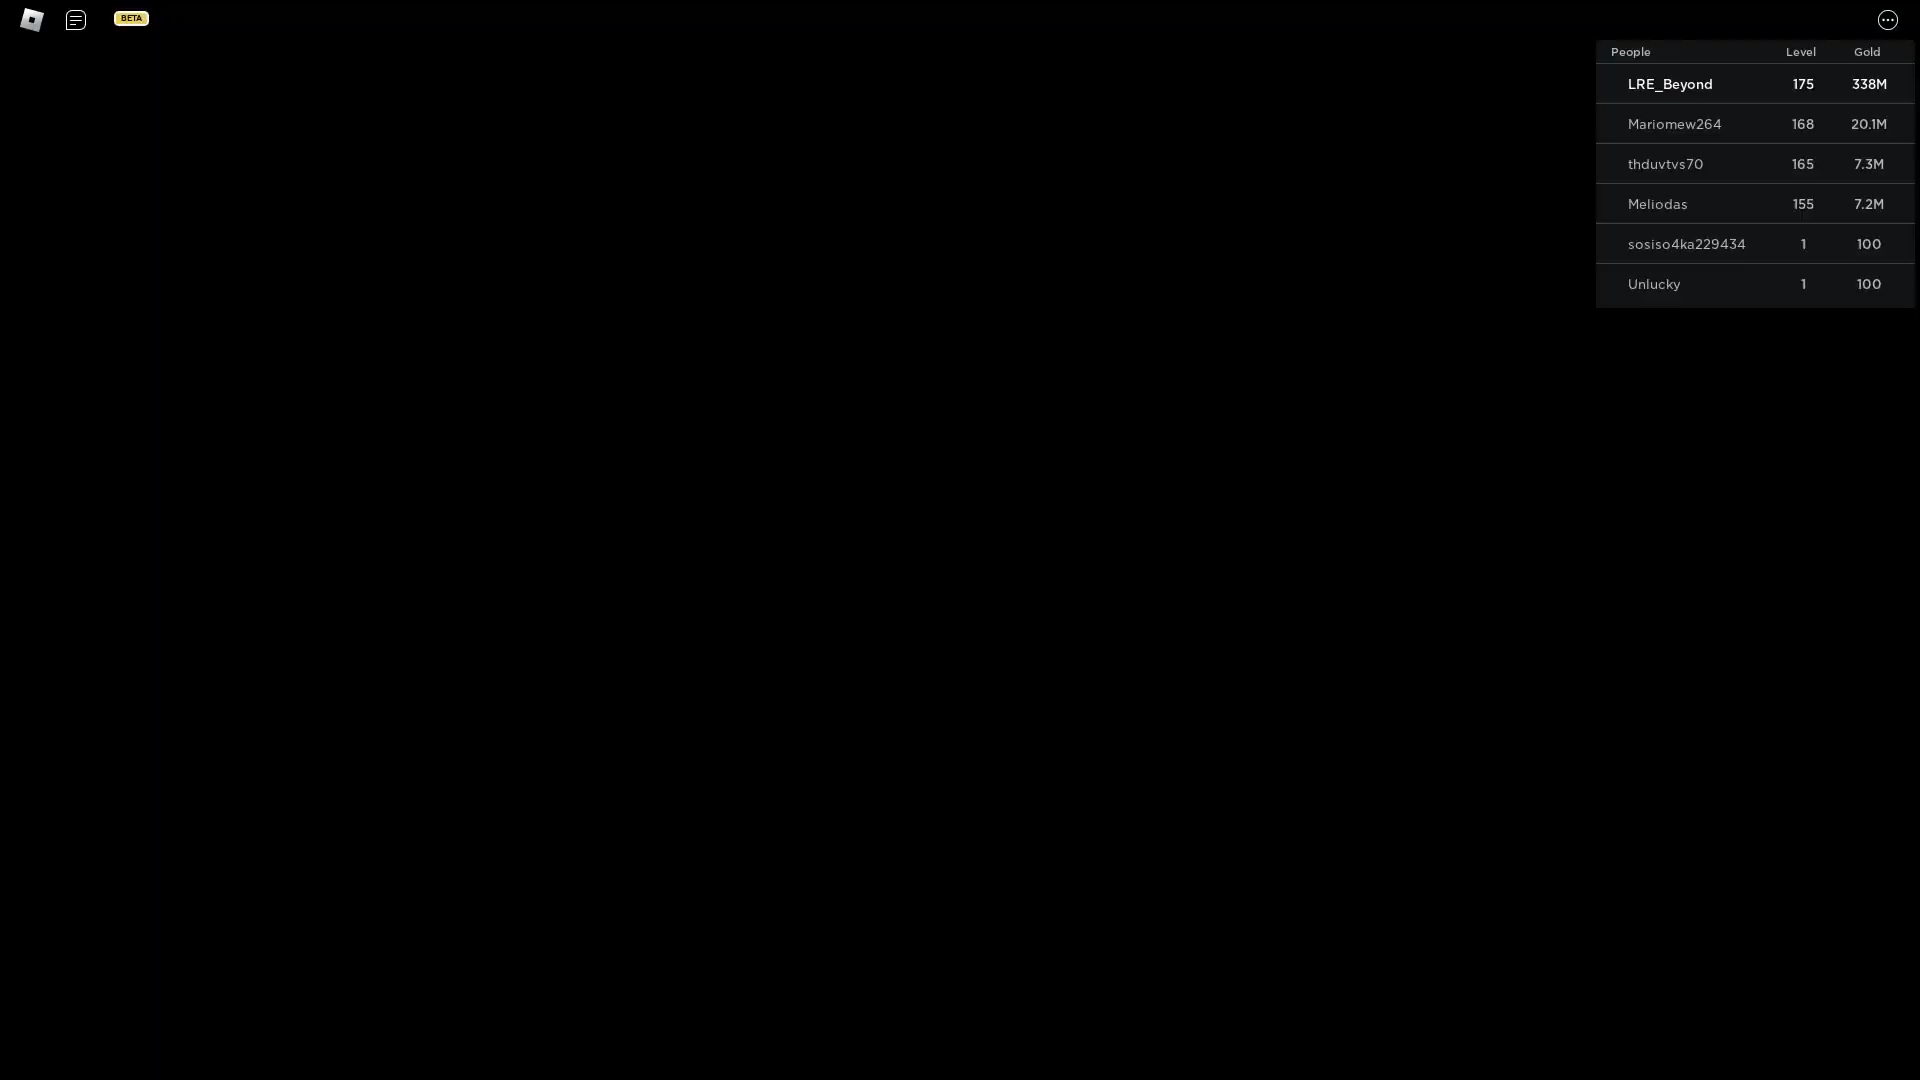 BETA
People Level Gold
LRE_Beyond 175 338M
Mariomew264 168 20.1M
thduvtvs70 165 7.3M
Meliodas 155 7.2M
sosiso4ka229434 1 100
Unlucky 1 100